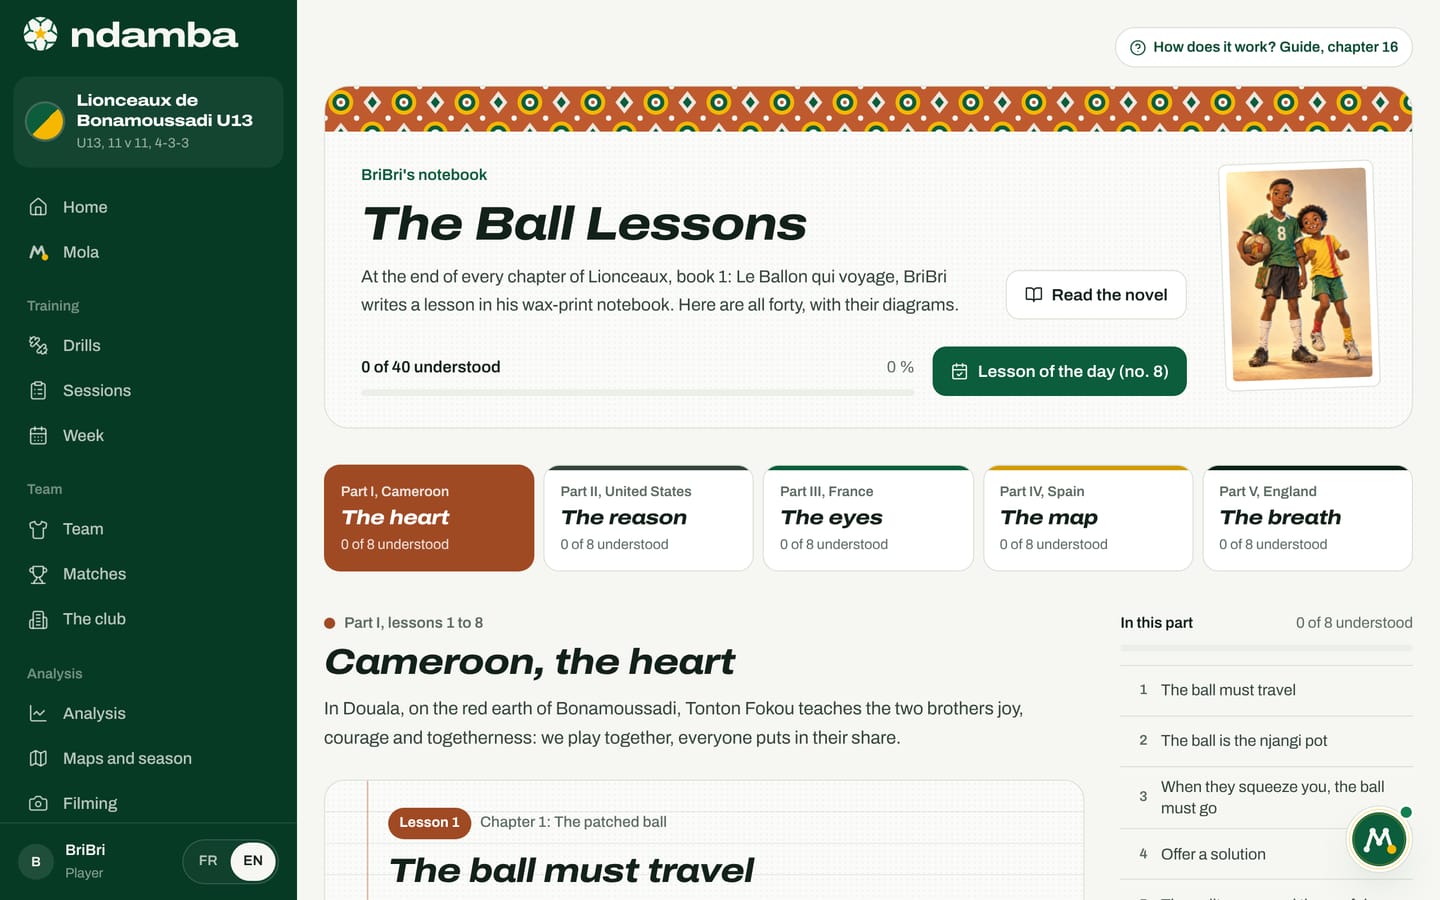 ndamba
Lionceaux de
Bonamoussadi U13
U13, 11 v 11, 4-3-3
Home
Mola
Training
Drills
Sessions
Week
Team
Team
Matches
The club
Analysis
Analysis
Maps and season
Filming
B
BriBri
Player
FR
EN
How does it work? Guide, chapter 16
BriBri's notebook
The Ball Lessons
At the end of every chapter of Lionceaux, book 1: Le Ballon qui voyage, BriBri
writes a lesson in his wax-print notebook. Here are all forty, with their diagrams.
Read the novel
0 of 40 understood
0 %
Lesson of the day (no. 8)
8
Part I, Cameroon
The heart
0 of 8 understood
Part II, United States
The reason
0 of 8 understood
Part III, France
The eyes
0 of 8 understood
Part IV, Spain
The map
0 of 8 understood
Part V, England
The breath
0 of 8 understood
Part I, lessons 1 to 8
Cameroon, the heart
In Douala, on the red earth of Bonamoussadi, Tonton Fokou teaches the two brothers joy,
courage and togetherness: we play together, everyone puts in their share.
Lesson 1
Chapter 1: The patched ball
The ball must travel
In this part
0 of 8 understood
1 The ball must travel
2 The ball is the njangi pot
3 When they squeeze you, the ball
must go
4 Offer a solution